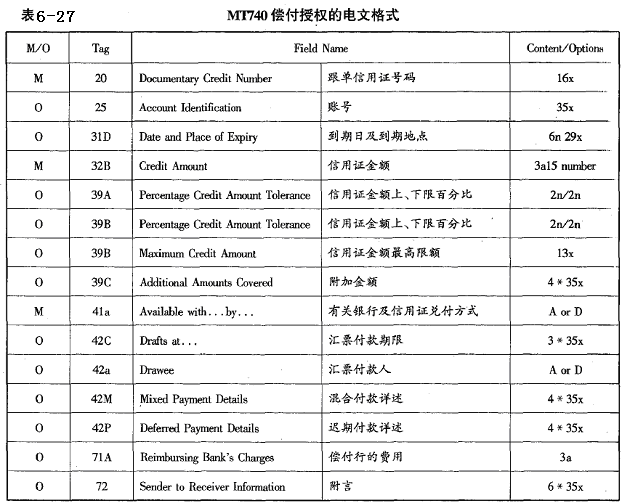 表6-27 MT740偿付授权的电文格式
M/O Tag Field Name Content/Options
M 20 Documentary Credit Number 跟单信用证号码 16x
O 25 Account Identification 账号 35x
O 31D Date and Place of Expiry 到期日及到期地点 6n 29x
M 32B Credit Amount 信用证金额 3a15 number
O 39A Percentage Credit Amount Tolerance 信用证金额上、下限百分比 2n/2n
O 39B Percentage Credit Amount Tolerance 信用证金额上、下限百分比 2n/2n
O 39B Maximum Credit Amount 信用证金额最高限额 13x
O 39C Additional Amounts Covered 附加金额 4*35x
M 41a Available with...by... 有关银行及信用证兑付方式 A or D
O 42C Drafts at... 汇票付款期限 3*35x
O 42a Drawee 汇票付款人 A or D
O 42M Mixed Payment Details 混合付款详述 4*35x
O 42P Deferred Payment Details 迟期付款详述 4*35x
O 71A Reimbursing Bank's Charges 偿付行的费用 3a
O 72 Sender to Receiver Information 附言 6*35x